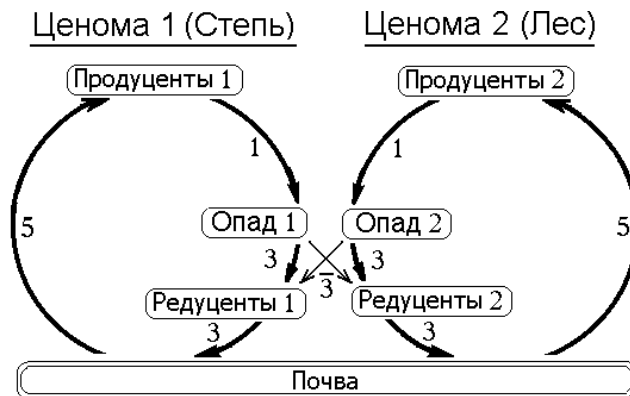 Ценома 1 (Степь) Ценома 2 (Лес)
Продуценты 1 Продуценты 2
1 1
5 Опад 1 Опад 2 5
3 3
3̅
Редуценты 1 Редуценты 2
3 3
Почва